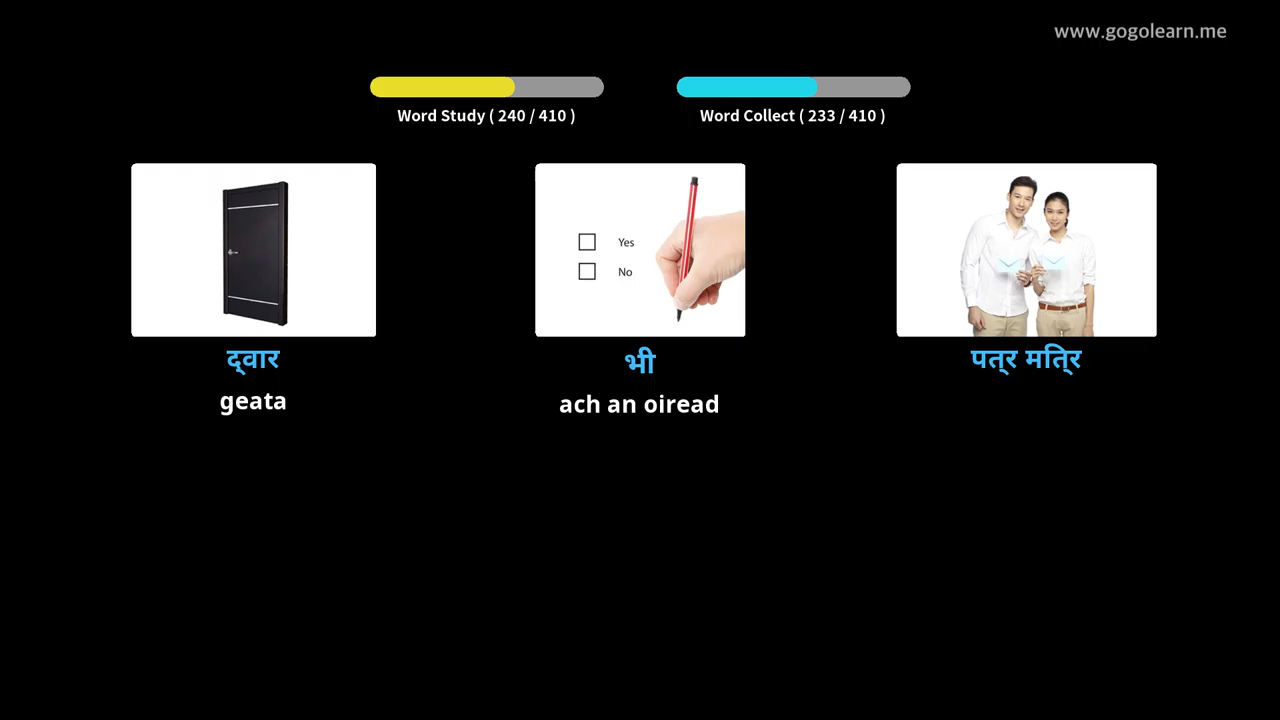 www.gogolearn.me
Word Study ( 240 / 410 )
Word Collect ( 233 / 410 )
Yes
No
द्वार
भी
पत्र मित्र
geata
ach an oiread